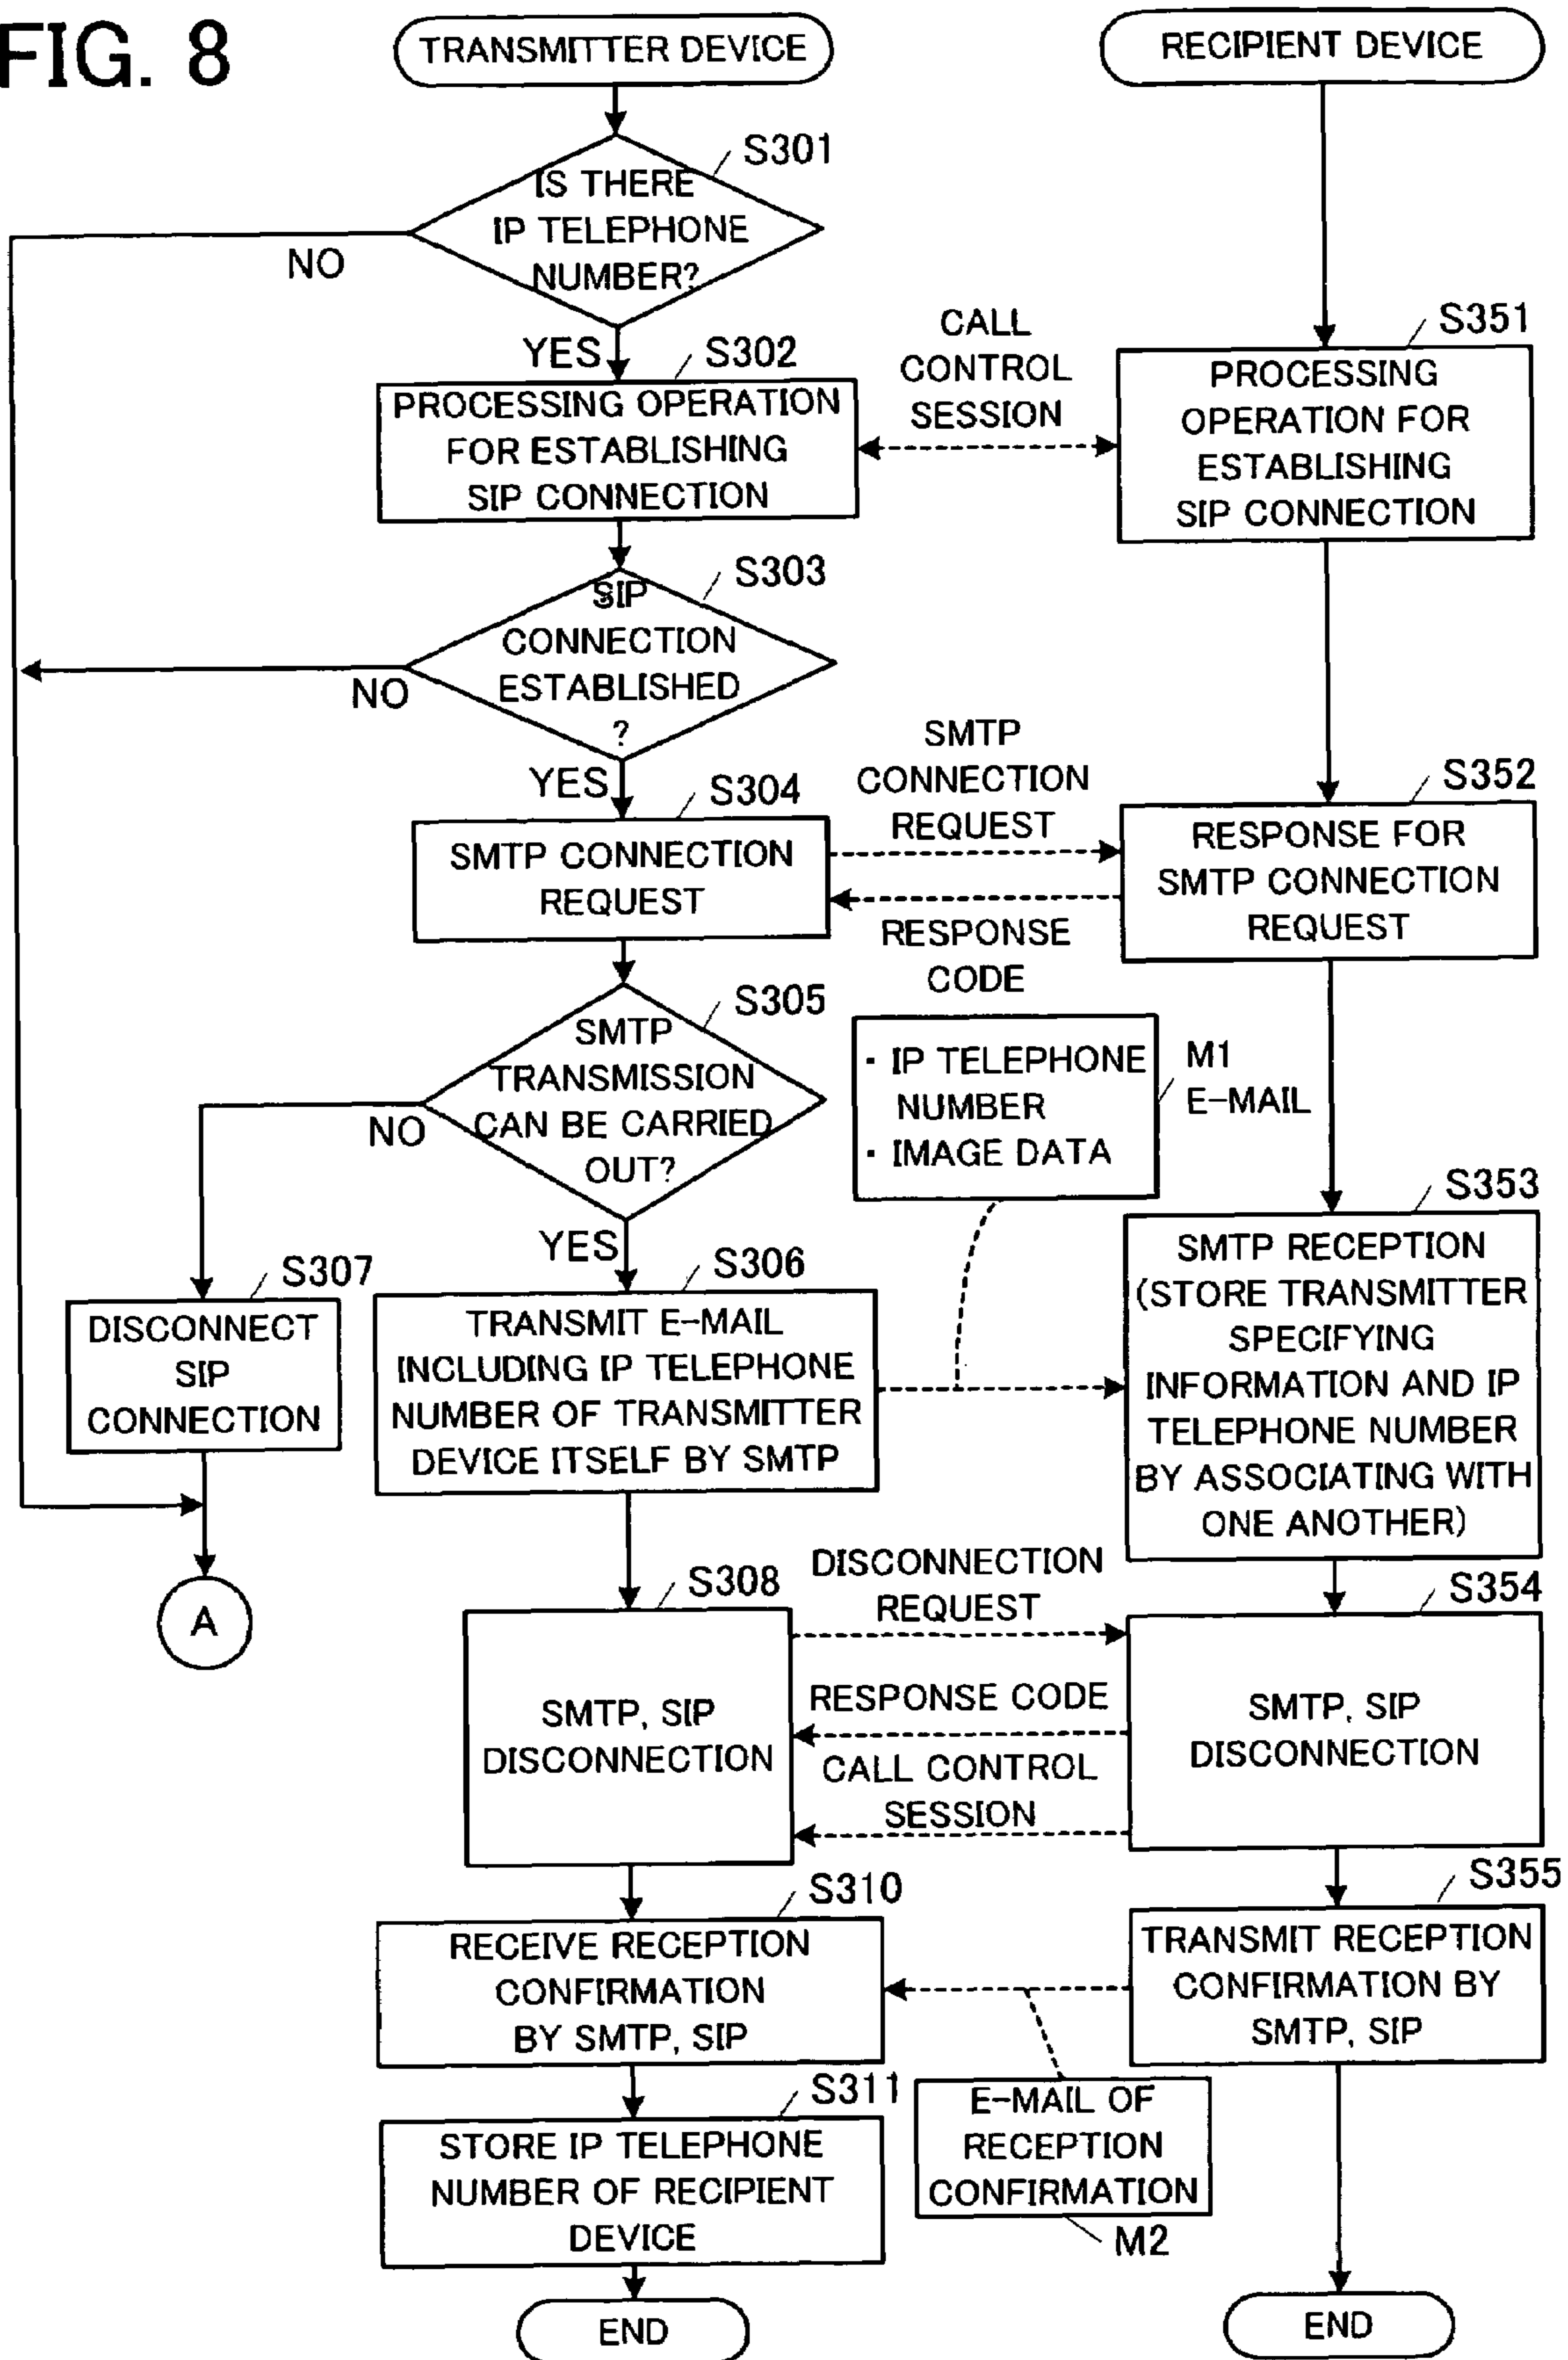 FIG. 8
TRANSMITTER DEVICE
RECIPIENT DEVICE
S301
IS THERE
IP TELEPHONE
NUMBER?
NO
YES
S302
PROCESSING OPERATION
FOR ESTABLISHING
SIP CONNECTION
CALL
CONTROL
SESSION
S351
PROCESSING
OPERATION FOR
ESTABLISHING
SIP CONNECTION
S303
SIP
CONNECTION
ESTABLISHED
?
NO
YES
S304
SMTP CONNECTION
REQUEST
SMTP
CONNECTION
REQUEST
RESPONSE
CODE
S352
RESPONSE FOR
SMTP CONNECTION
REQUEST
S305
SMTP
TRANSMISSION
CAN BE CARRIED
OUT?
NO
YES
・IP TELEPHONE
NUMBER
・IMAGE DATA
M1
E-MAIL
S307
DISCONNECT
SIP
CONNECTION
S306
TRANSMIT E-MAIL
INCLUDING IP TELEPHONE
NUMBER OF TRANSMITTER
DEVICE ITSELF BY SMTP
S353
SMTP RECEPTION
(STORE TRANSMITTER
SPECIFYING
INFORMATION AND IP
TELEPHONE NUMBER
BY ASSOCIATING WITH
ONE ANOTHER)
A
S308
SMTP, SIP
DISCONNECTION
DISCONNECTION
REQUEST
RESPONSE CODE
CALL CONTROL
SESSION
S354
SMTP, SIP
DISCONNECTION
S310
RECEIVE RECEPTION
CONFIRMATION
BY SMTP, SIP
S355
TRANSMIT RECEPTION
CONFIRMATION BY
SMTP, SIP
E-MAIL OF
RECEPTION
CONFIRMATION
M2
S311
STORE IP TELEPHONE
NUMBER OF RECIPIENT
DEVICE
END
END